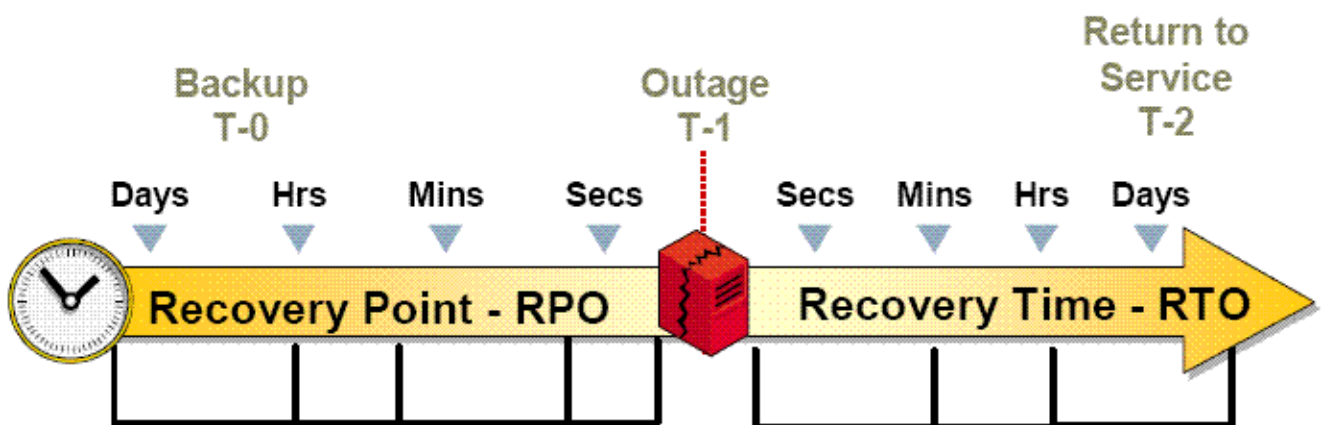 Backup
T-0
Outage
T-1
Return to
Service
T-2
Days Hrs Mins Secs Secs Mins Hrs Days
Recovery Point - RPO Recovery Time - RTO